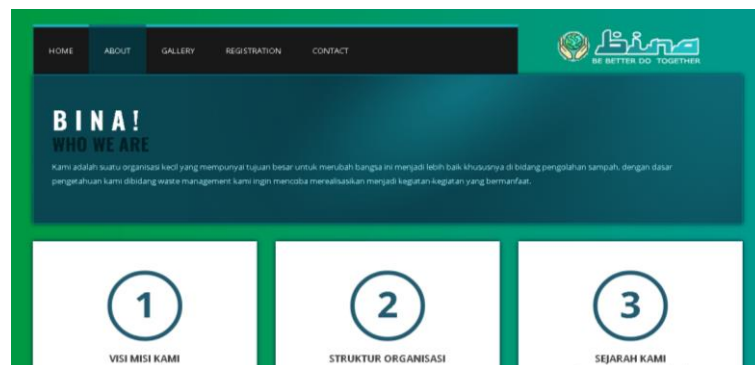 HOME ABOUT GALLERY REGISTRATION CONTACT
bina
BE BETTER DO TOGETHER
BINA!
WHO WE ARE
Kami adalah suatu organisasi kecil yang mempunyai tujuan besar untuk merubah bangsa ini menjadi lebih baik khususnya di bidang pengolahan sampah, dengan dasar
pengetahuan kami dibidang waste management kami ingin mencoba merealisasikan menjadi kegiatan-kegiatan yang bermanfaat.
1 2 3
VISI MISI KAMI STRUKTUR ORGANISASI SEJARAH KAMI